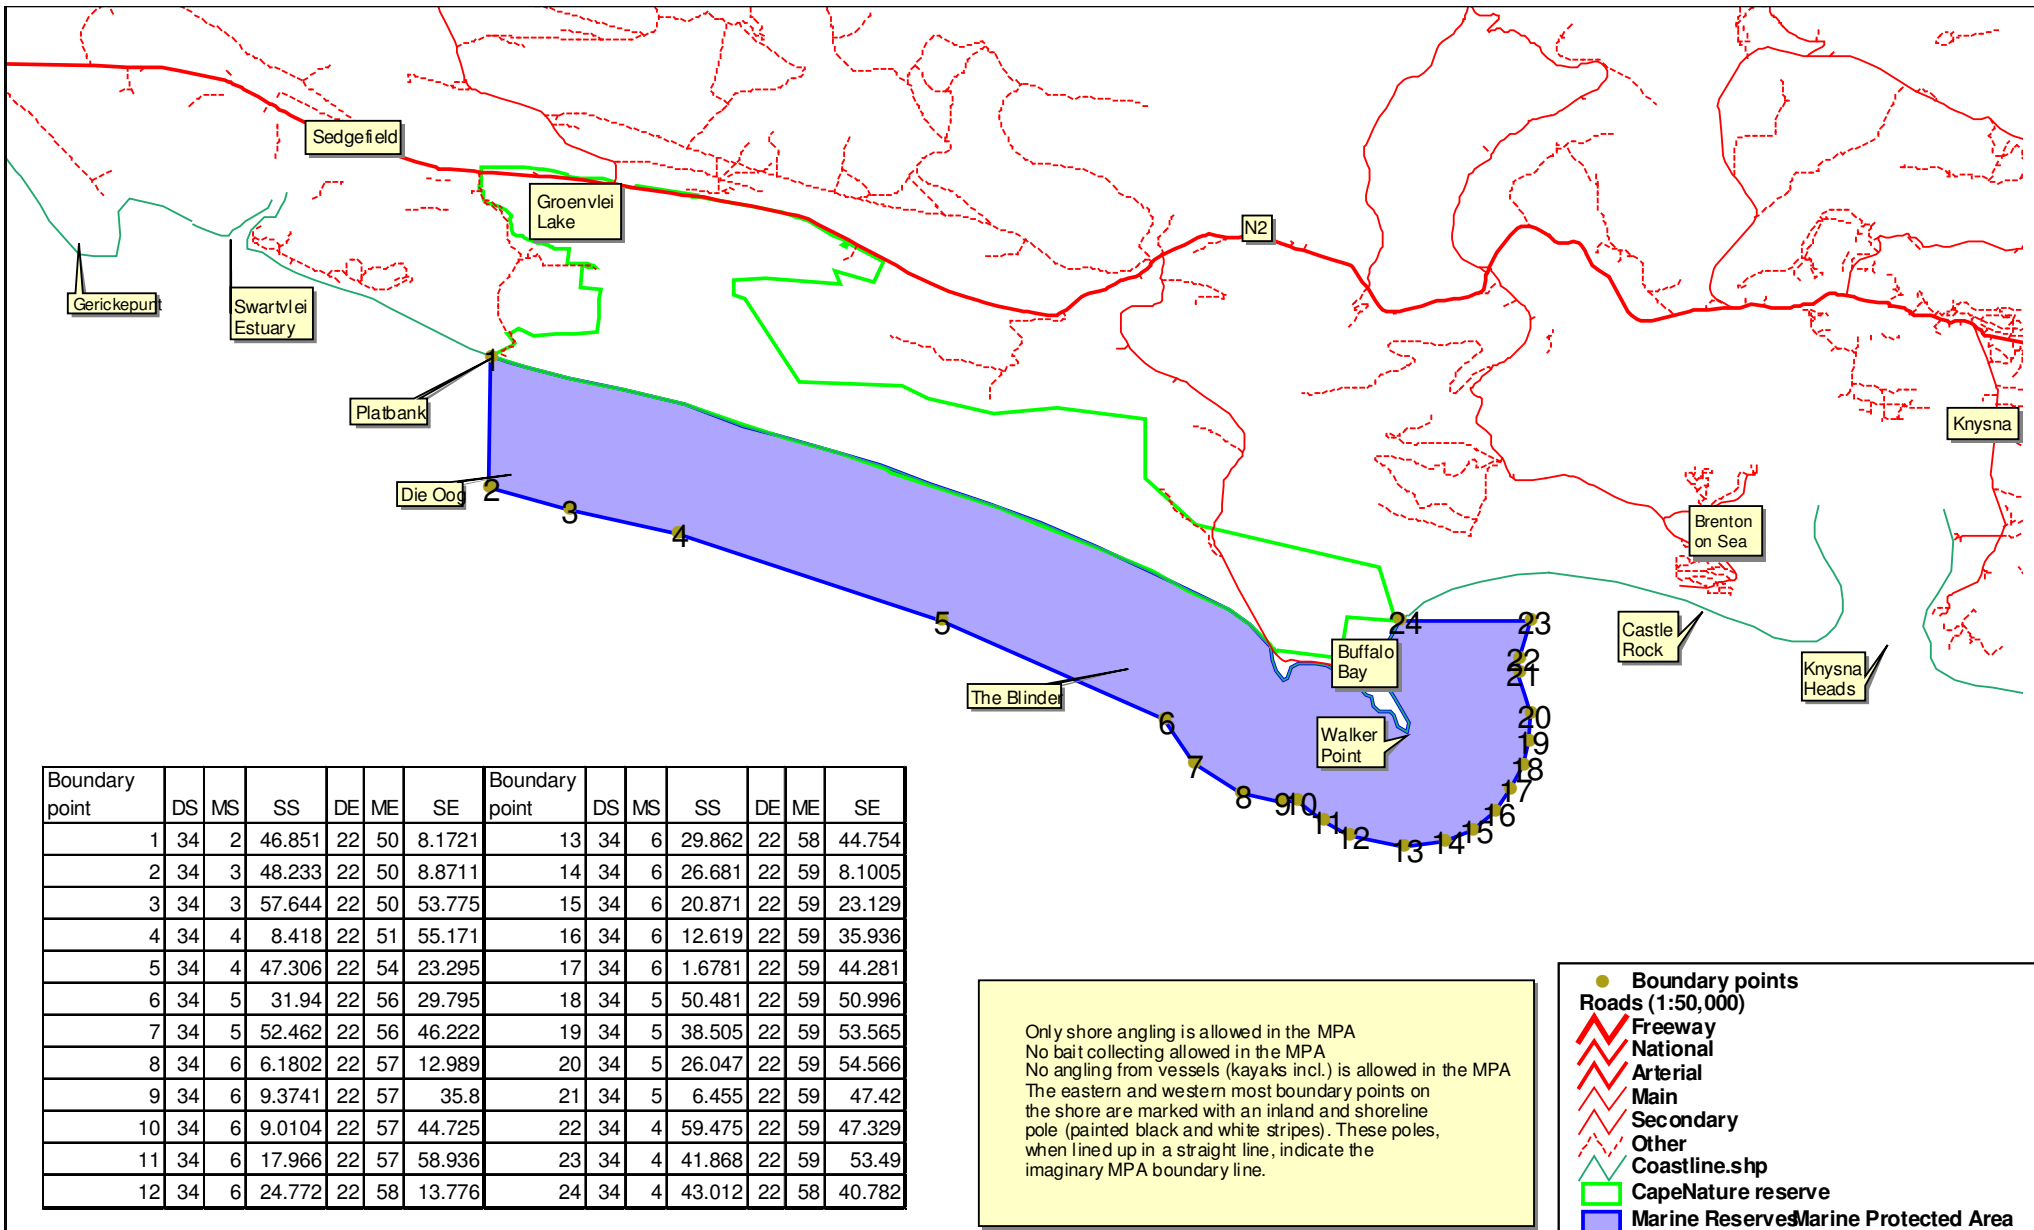 Sedgefield
Groenvlei
Lake
N2
Gerickepunt
Swartvlei
Estuary
1
Platbank
Knysna
Die Oog
2
3
4
Brenton
on Sea
5
24
23
Castle
Rock
Buffalo
Bay
22
21
Knysna
Heads
The Blinder
6
20
Walker
Point
19
7
18
8
9
10
17
11
16
12
15
13
14
Boundary
point DS MS SS DE ME SE Boundary
point DS MS SS DE ME SE
1 34 2 46.851 22 50 8.1721 13 34 6 29.862 22 58 44.754
2 34 3 48.233 22 50 8.8711 14 34 6 26.681 22 59 8.1005
3 34 3 57.644 22 50 53.775 15 34 6 20.871 22 59 23.129
4 34 4 8.418 22 51 55.171 16 34 6 12.619 22 59 35.936
5 34 4 47.306 22 54 23.295 17 34 6 1.6781 22 59 44.281
6 34 5 31.94 22 56 29.795 18 34 5 50.481 22 59 50.996
7 34 5 52.462 22 56 46.222 19 34 5 38.505 22 59 53.565
8 34 6 6.1802 22 57 12.989 20 34 5 26.047 22 59 54.566
9 34 6 9.3741 22 57 35.8 21 34 5 6.455 22 59 47.42
10 34 6 9.0104 22 57 44.725 22 34 4 59.475 22 59 47.329
11 34 6 17.966 22 57 58.936 23 34 4 41.868 22 59 53.49
12 34 6 24.772 22 58 13.776 24 34 4 43.012 22 58 40.782
Only shore angling is allowed in the MPA
No bait collecting allowed in the MPA
No angling from vessels (kayaks incl.) is allowed in the MPA
The eastern and western most boundary points on
the shore are marked with an inland and shoreline
pole (painted black and white stripes). These poles,
when lined up in a straight line, indicate the
imaginary MPA boundary line.
Boundary points
Roads (1:50,000)
Freeway
National
Arterial
Main
Secondary
Other
Coastline.shp
CapeNature reserve
Marine Reserves Marine Protected Area